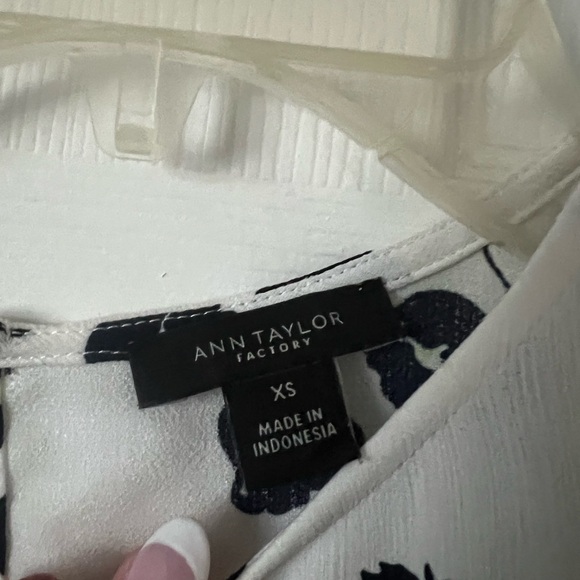 ANN TAYLOR
FACTORY
XS
MADE IN
INDONESIA